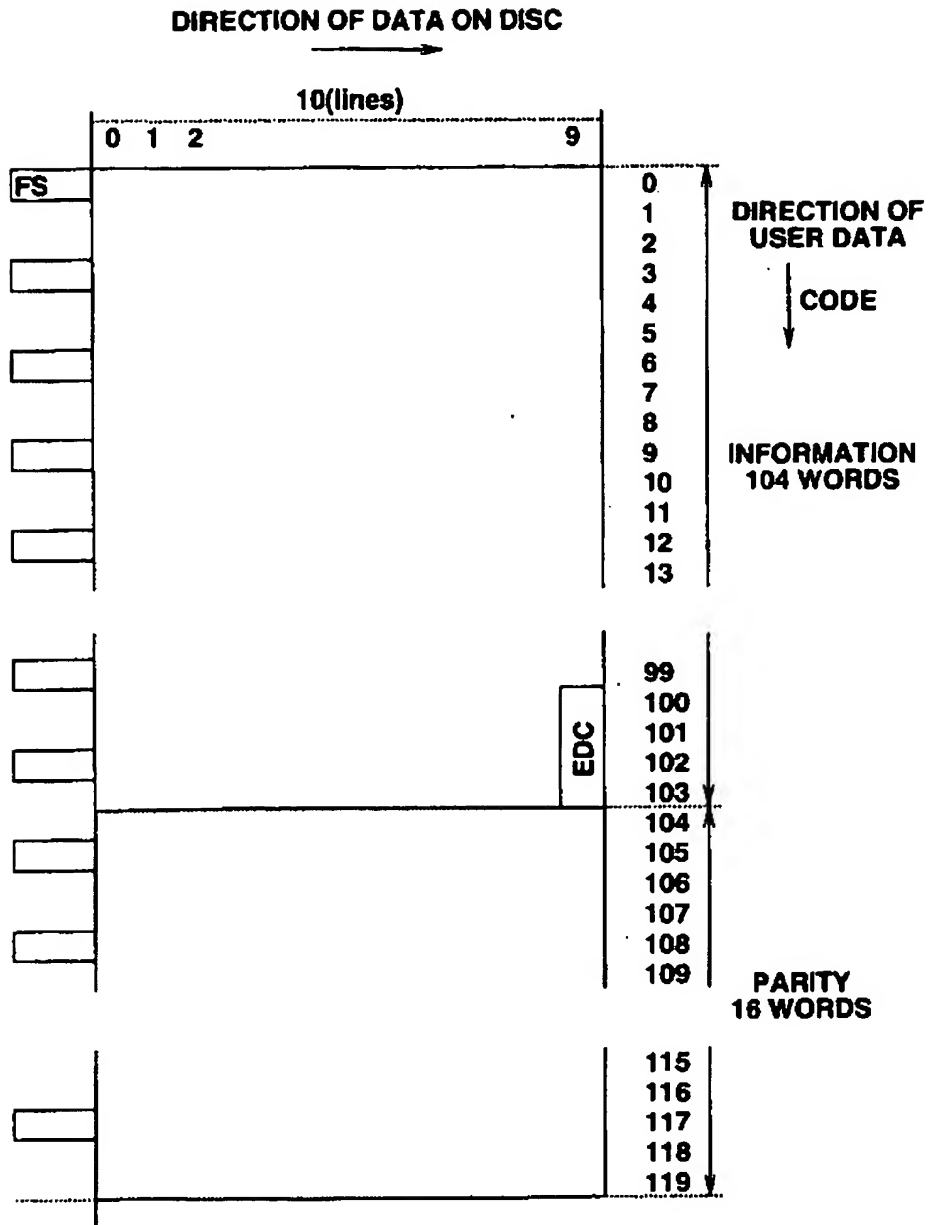 DIRECTION OF DATA ON DISC
10(lines)
0 1 2 9
FS
0
1
2
3
4
5
6
7
8
9
10
11
12
13
DIRECTION OF
USER DATA
CODE
INFORMATION
104 WORDS
99
100
101
102
103
EDC
104
105
106
107
108
109
PARITY
16 WORDS
115
116
117
118
119